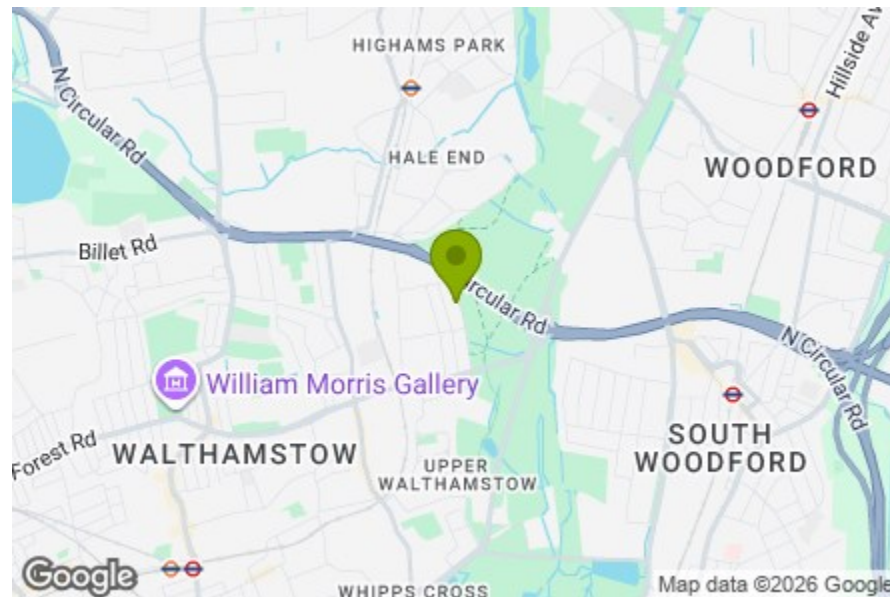 HIGHAMS PARK
Hillside Av
N Circular Rd
HALE END
WOODFORD
Billet Rd
ircular Rd
N Circular Rd
William Morris Gallery
Forest Rd
WALTHAMSTOW
SOUTH
WOODFORD
UPPER
WALTHAMSTOW
WHIPPS CROSS
Google
Map data ©2026 Google